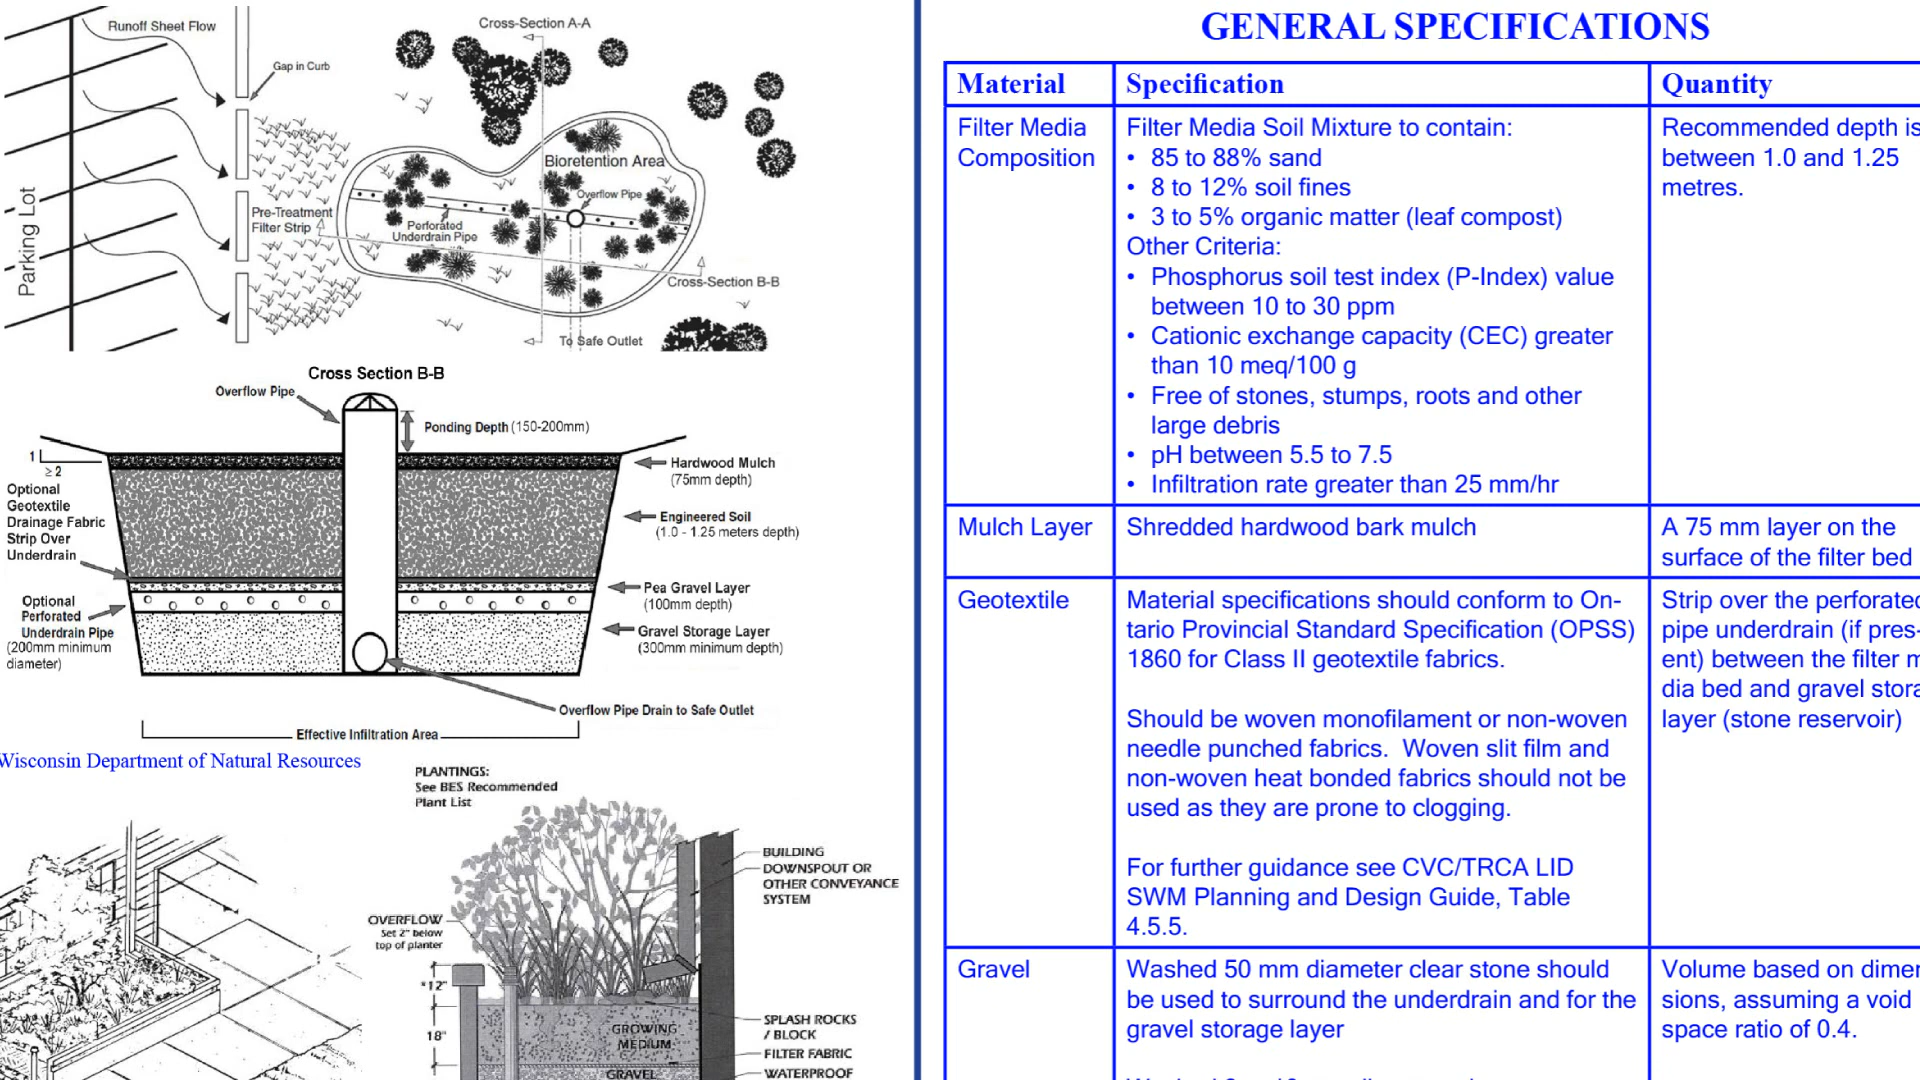 Runoff Sheet Flow
Gap in Curb
Parking Lot
Pre-Treatment
Filter Strip
Cross-Section A-A
Bioretention Area
Overflow Pipe
Perforated
Underdrain Pipe
Cross-Section B-B
To Safe Outlet
Cross Section B-B
Overflow Pipe
Ponding Depth (150-200mm)
1
≥ 2
Hardwood Mulch
(75mm depth)
Optional
Geotextile
Drainage Fabric
Strip Over
Underdrain
Engineered Soil
(1.0 - 1.25 meters depth)
Pea Gravel Layer
(100mm depth)
Optional
Perforated
Underdrain Pipe
(200mm minimum
diameter)
Gravel Storage Layer
(300mm minimum depth)
Overflow Pipe Drain to Safe Outlet
Effective Infiltration Area
Wisconsin Department of Natural Resources
PLANTINGS:
See BES Recommended
Plant List
BUILDING
DOWNSPOUT OR
OTHER CONVEYANCE
SYSTEM
OVERFLOW
Set 2" below
top of planter
*12"
18"
GROWING
MEDIUM
SPLASH ROCKS
/ BLOCK
FILTER FABRIC
GRAVEL
WATERPROOF
GENERAL SPECIFICATIONS
Material
Specification
Quantity
Filter Media
Composition
Filter Media Soil Mixture to contain:
• 85 to 88% sand
• 8 to 12% soil fines
• 3 to 5% organic matter (leaf compost)
Other Criteria:
• Phosphorus soil test index (P-Index) value
between 10 to 30 ppm
• Cationic exchange capacity (CEC) greater
than 10 meq/100 g
• Free of stones, stumps, roots and other
large debris
• pH between 5.5 to 7.5
• Infiltration rate greater than 25 mm/hr
Recommended depth is
between 1.0 and 1.25
metres.
Mulch Layer
Shredded hardwood bark mulch
A 75 mm layer on the
surface of the filter bed
Geotextile
Material specifications should conform to On-
tario Provincial Standard Specification (OPSS)
1860 for Class II geotextile fabrics.
Should be woven monofilament or non-woven
needle punched fabrics. Woven slit film and
non-woven heat bonded fabrics should not be
used as they are prone to clogging.
For further guidance see CVC/TRCA LID
SWM Planning and Design Guide, Table
4.5.5.
Strip over the perforated
pipe underdrain (if pres-
ent) between the filter m
dia bed and gravel stora
layer (stone reservoir)
Gravel
Washed 50 mm diameter clear stone should
be used to surround the underdrain and for the
gravel storage layer
Volume based on dimen
sions, assuming a void
space ratio of 0.4.